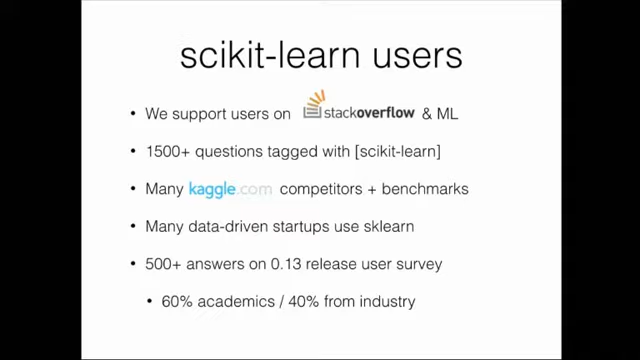 scikit-learn users
• We support users on stackoverflow & ML
• 1500+ questions tagged with [scikit-learn]
• Many kaggle.com competitors + benchmarks
• Many data-driven startups use sklearn
• 500+ answers on 0.13 release user survey
• 60% academics / 40% from industry